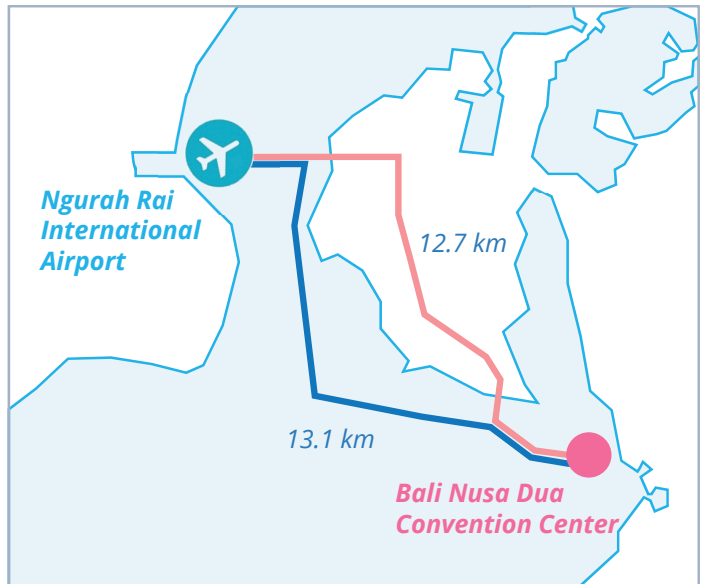 Ngurah Rai
International
Airport
12.7 km
13.1 km
Bali Nusa Dua
Convention Center